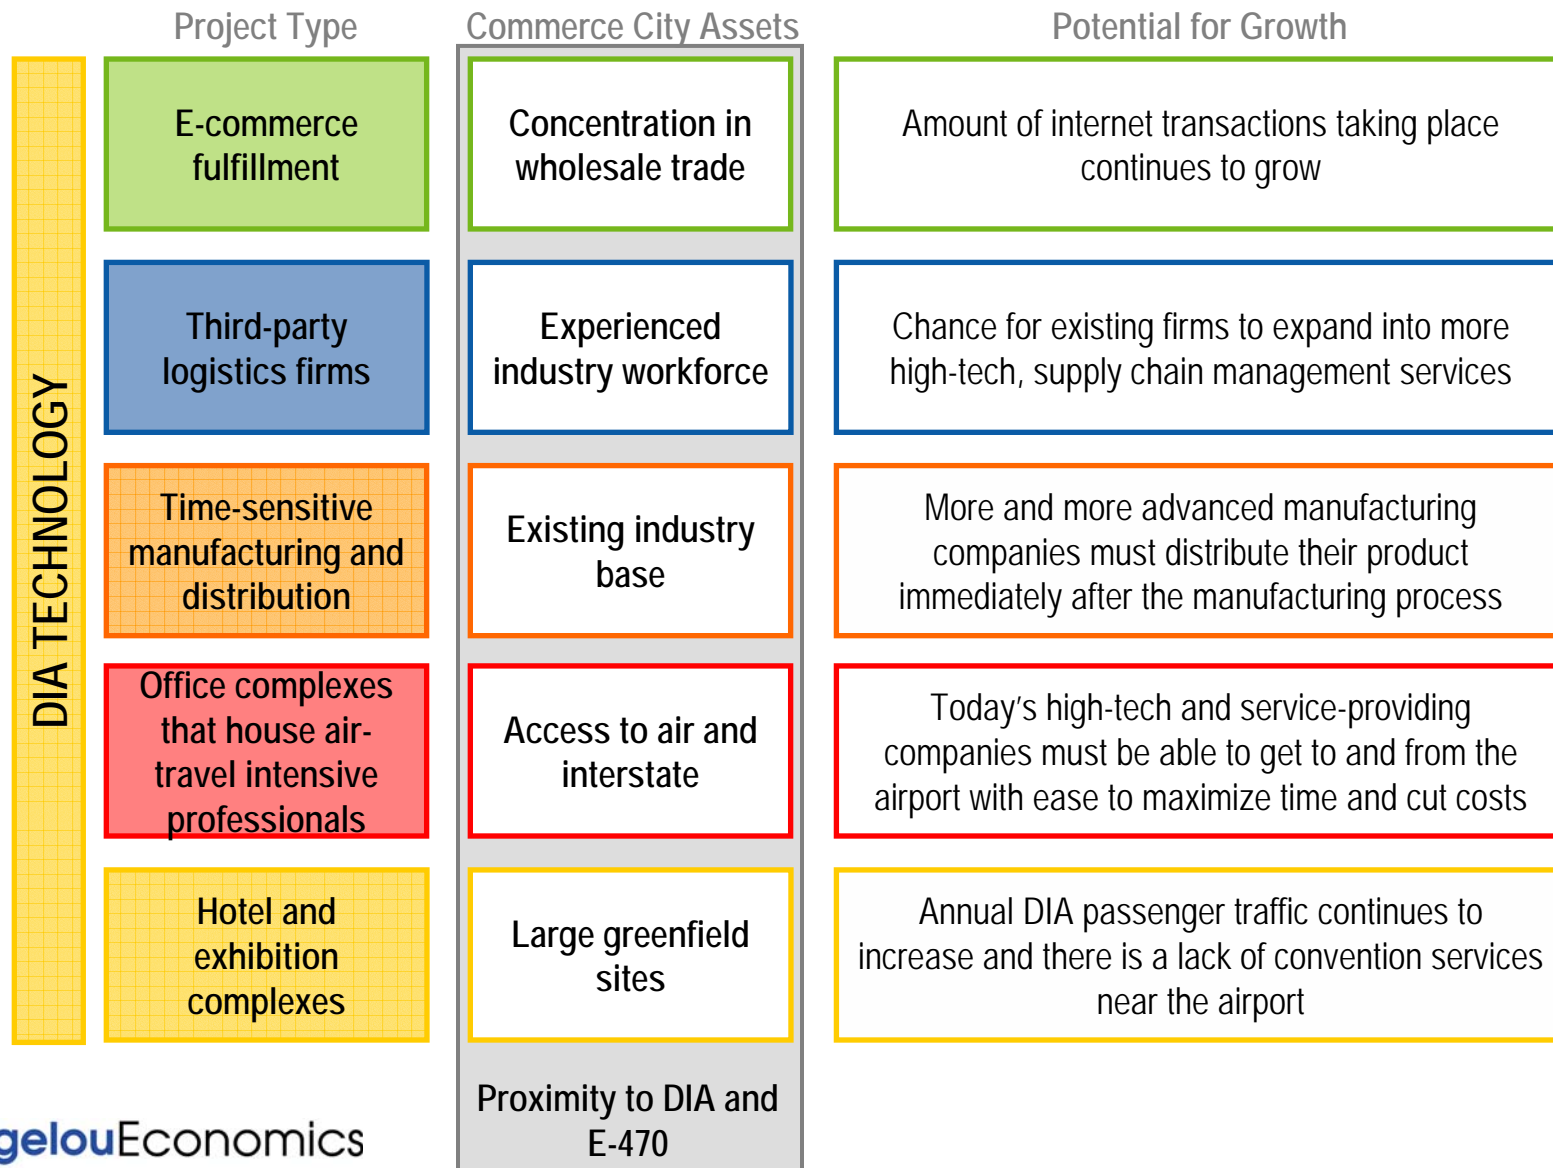 Project Type
Commerce City Assets
Potential for Growth
DIA TECHNOLOGY
E-commerce
fulfillment
Concentration in
wholesale trade
Amount of internet transactions taking place
continues to grow
Third-party
logistics firms
Experienced
industry workforce
Chance for existing firms to expand into more
high-tech, supply chain management services
Time-sensitive
manufacturing and
distribution
Existing industry
base
More and more advanced manufacturing
companies must distribute their product
immediately after the manufacturing process
Office complexes
that house air-
travel intensive
professionals
Access to air and
interstate
Today's high-tech and service-providing
companies must be able to get to and from the
airport with ease to maximize time and cut costs
Hotel and
exhibition
complexes
Large greenfield
sites
Annual DIA passenger traffic continues to
increase and there is a lack of convention services
near the airport
Proximity to DIA and
E-470
gelouEconomics